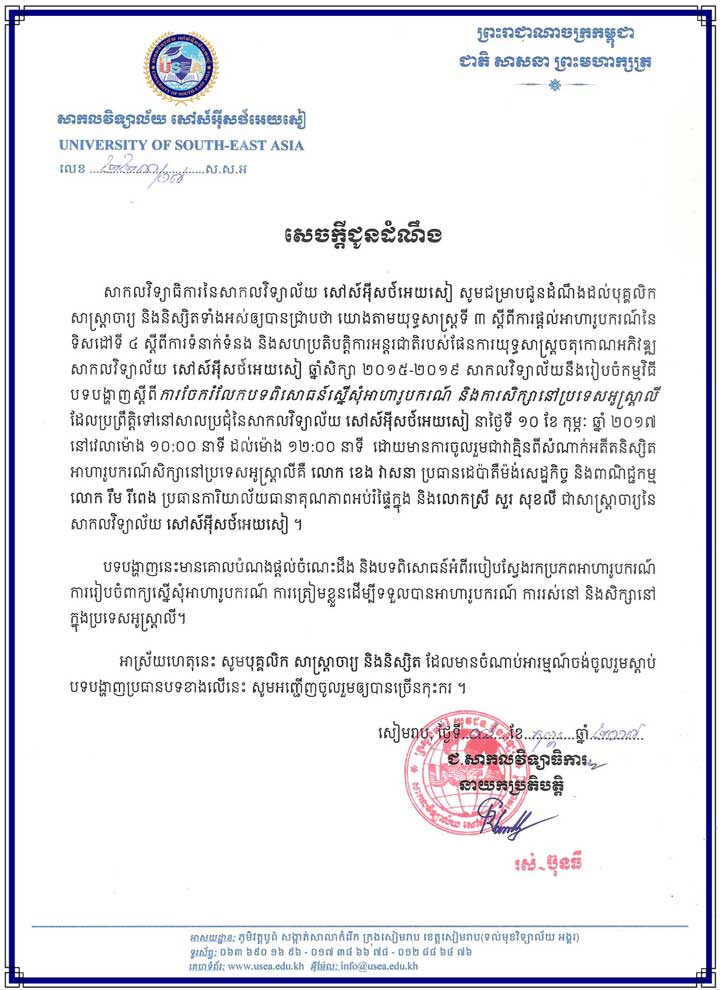 ព្រះរាជាណាចក្រកម្ពុជា
ជាតិ សាសនា ព្រះមហាក្សត្រ
USEA
សាកលវិទ្យាល័យ សៅស៍អ៊ីសថ៍អេយសៀ
UNIVERSITY OF SOUTH-EAST ASIA
លេខ ២២៣/១៧ ស.ស.អ
សេចក្តីជូនដំណឹង
សាកលវិទ្យាធិការនៃសាកលវិទ្យាល័យ សៅស៍អ៊ីសថ៍អេយសៀ សូមជម្រាបជូនដំណឹងដល់បុគ្គលិក
សាស្ត្រាចារ្យ និងនិស្សិតទាំងអស់ឲ្យបានជ្រាបថា យោងតាមយុទ្ធសាស្ត្រទី ៣ ស្តីពីការផ្តល់អាហារូបករណ៍នៃ
ទិសដៅទី ៤ ស្តីពីការទំនាក់ទំនង និងសហប្រតិបត្តិការអន្តរជាតិរបស់ផែនការយុទ្ធសាស្ត្រចតុកោណអភិវឌ្ឍ
សាកលវិទ្យាល័យ សៅស៍អ៊ីសថ៍អេយសៀ ឆ្នាំសិក្សា ២០១៥-២០១៩ សាកលវិទ្យាល័យនឹងរៀបចំកម្មវិធី
បទបង្ហាញស្តីពី ការចែករំលែកបទពិសោធន៍ស្នើសុំអាហារូបករណ៍ និងការសិក្សានៅប្រទេសអូស្ត្រាលី
ដែលប្រព្រឹត្តិទៅនៅសាលប្រជុំនៃសាកលវិទ្យាល័យ សៅស៍អ៊ីសថ៍អេយសៀ នាថ្ងៃទី ១០ ខែ កុម្ភៈ ឆ្នាំ ២០១៧
នៅវេលាម៉ោង ១០:០០ នាទី ដល់ម៉ោង ១២:០០ នាទី ដោយមានការចូលរួមជាវាគ្មិនពីសំណាក់អតីតនិស្សិត
អាហារូបករណ៍សិក្សានៅប្រទេសអូស្ត្រាលីគឺ លោក ខេង វាសនា ប្រធានដេប៉ាតឺម៉ង់សេដ្ឋកិច្ច និងពាណិជ្ជកម្ម
លោក រឹម រីពេង ប្រធានការិយាល័យធានាគុណភាពអប់រំផ្ទៃក្នុង និងលោកស្រី សួរ សុខលី ជាសាស្ត្រាចារ្យនៃ
សាកលវិទ្យាល័យ សៅស៍អ៊ីសថ៍អេយសៀ ។
បទបង្ហាញនេះមានគោលបំណងផ្តល់ចំណេះដឹង និងបទពិសោធន៍អំពីរបៀបស្វែងរកប្រភពអាហារូបករណ៍
ការរៀបចំពាក្យស្នើសុំអាហារូបករណ៍ ការត្រៀមខ្លួនដើម្បីទទួលបានអាហារូបករណ៍ ការរស់នៅ និងសិក្សានៅ
ក្នុងប្រទេសអូស្ត្រាលី។
អាស្រ័យហេតុនេះ សូមបុគ្គលិក សាស្ត្រាចារ្យ និងនិស្សិត ដែលមានចំណាប់អារម្មណ៍ចង់ចូលរួមស្តាប់
បទបង្ហាញប្រធានបទខាងលើនេះ សូមអញ្ជើញចូលរួមឲ្យបានច្រើនកុះករ ។
សៀមរាប, ថ្ងៃទី ខែ កុម្ភៈ ឆ្នាំ ២០១៧
ជ.សាកលវិទ្យាធិការ
នាយកប្រតិបត្តិ
រស់ ប៊ុនធី
អាសយដ្ឋាន: ភូមិវត្តបូព៌ សង្កាត់សាលាកំរើក ក្រុងសៀមរាប ខេត្តសៀមរាប(ទល់មុខវិទ្យាល័យ អង្គរ)
ទូរស័ព្ទ: ០៦៣ ៦៩០ ១៦ ៩៦ - ០១៧ ៣៨ ៦៦ ៧៨ - ០១២ ៨៨ ៦៨ ៧៦
គេហទំព័រ: www.usea.edu.kh អ៊ីម៉ែល: info@usea.edu.kh